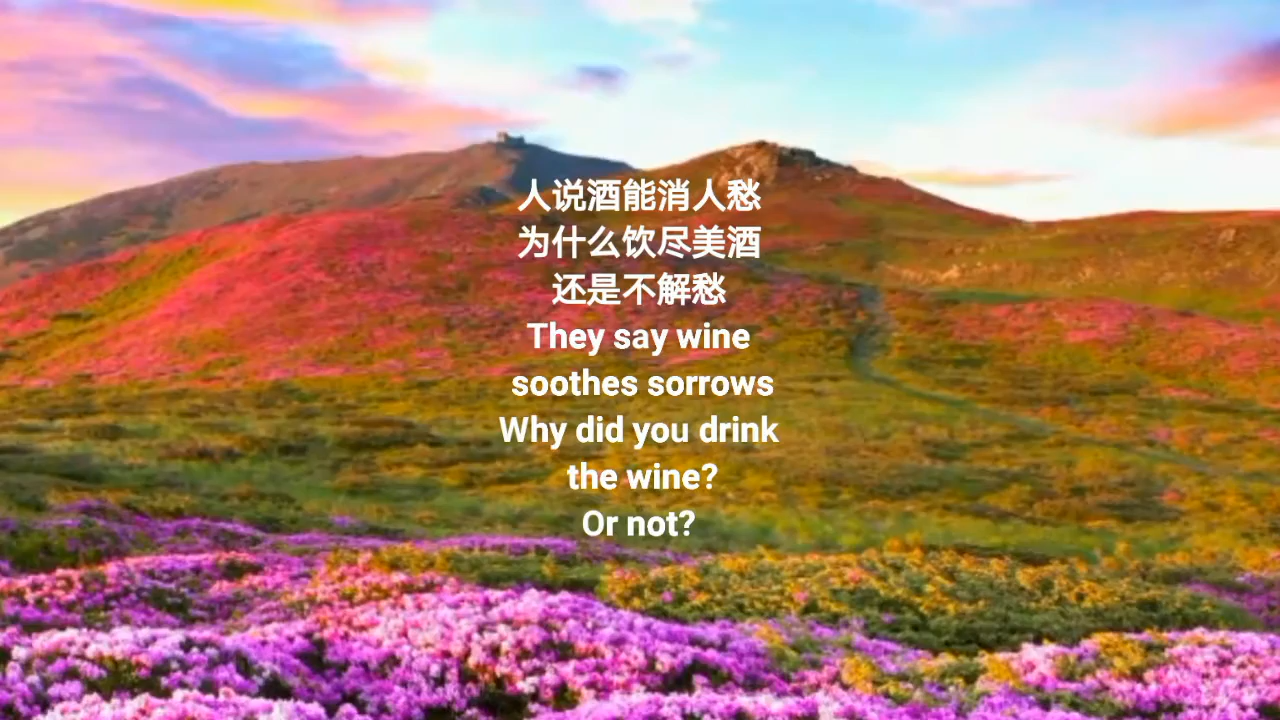 人说酒能消人愁
为什么饮尽美酒
还是不解愁
They say wine
soothes sorrows
Why did you drink
the wine?
Or not?